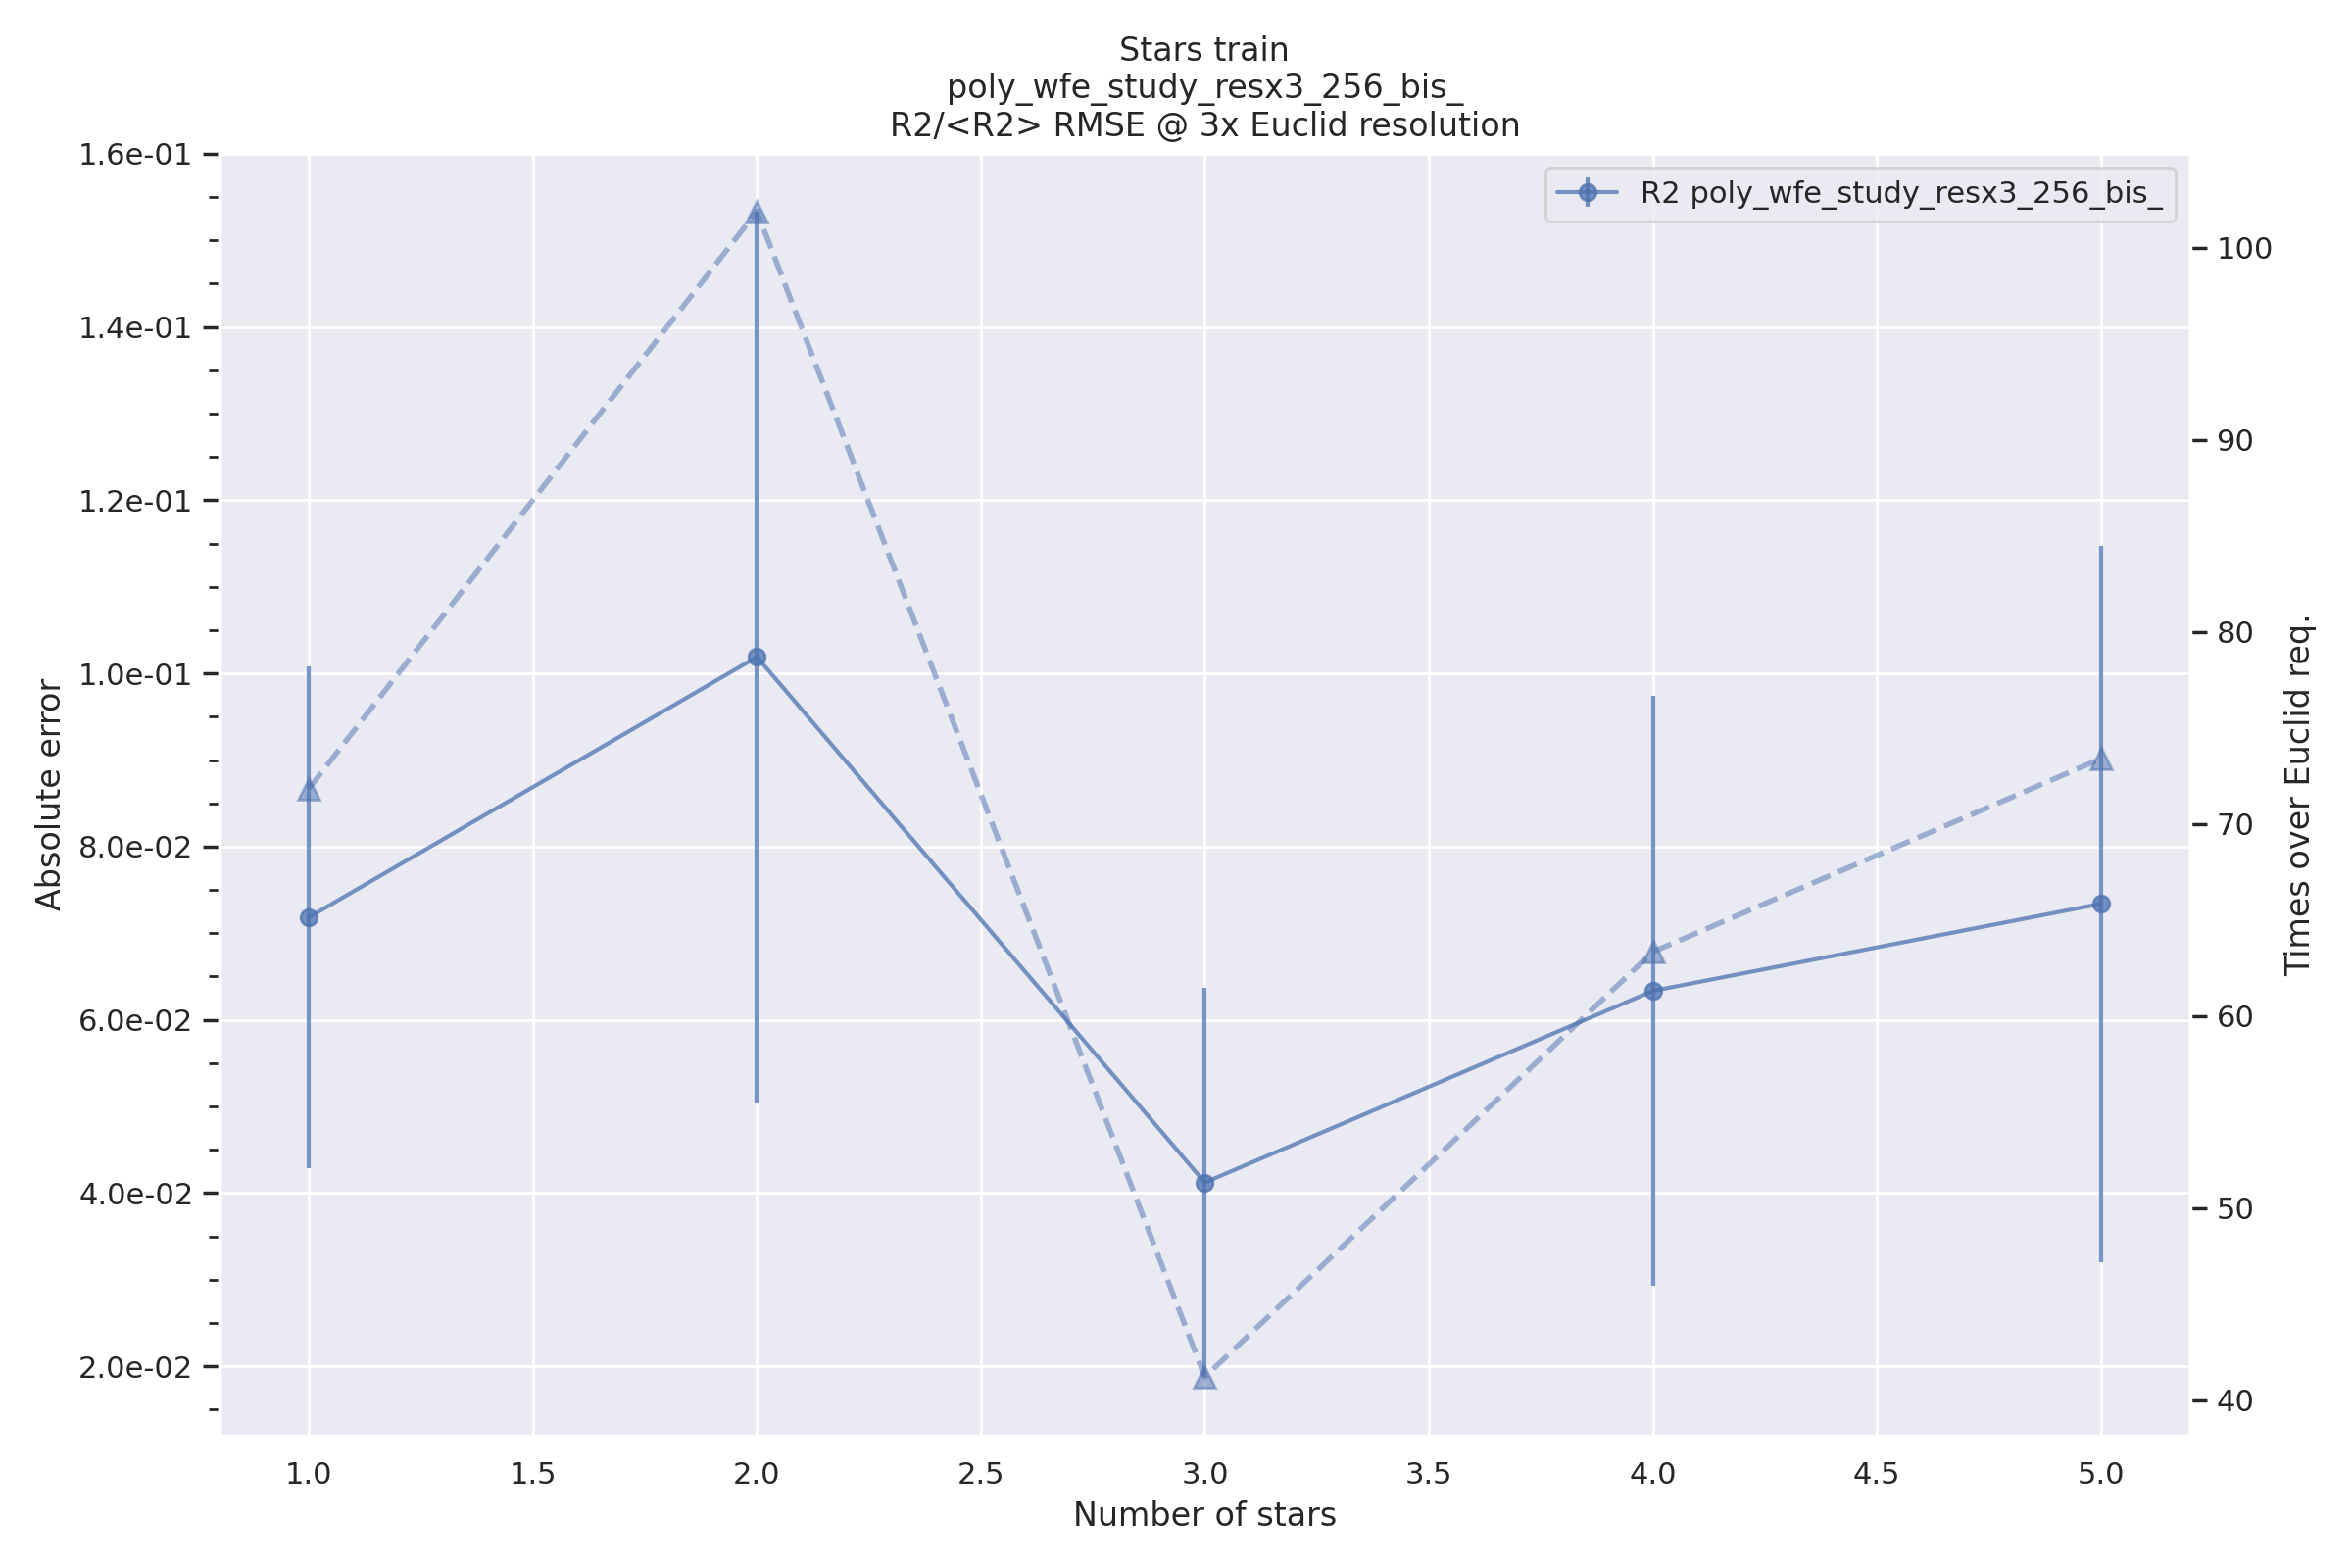 Stars train
poly_wfe_study_resx3_256_bis_
R2/<R2> RMSE @ 3x Euclid resolution
R2 poly_wfe_study_resx3_256_bis_
Absolute error
1.6e-01
1.4e-01
1.2e-01
1.0e-01
8.0e-02
6.0e-02
4.0e-02
2.0e-02
100
90
80
70
60
50
40
Times over Euclid req.
1.0 1.5 2.0 2.5 3.0 3.5 4.0 4.5 5.0
Number of stars